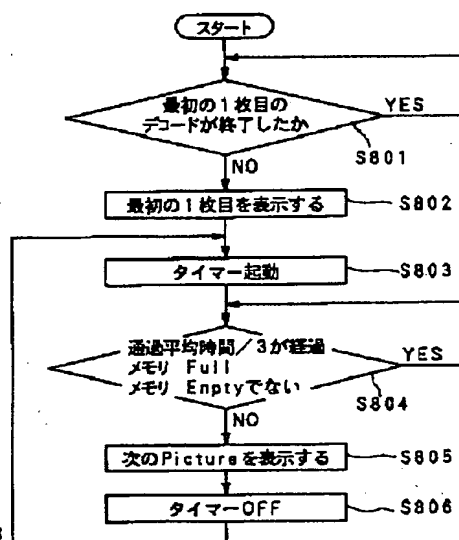 スタート
最初の1枚目の
デコードが終了したか
YES
S801
NO
最初の1枚目を表示する
S802
タイマー起動
S803
通過平均時間/3が経過
メモリ Full
メモリ Emptyでない
YES
S804
NO
次のPictureを表示する
S805
タイマーOFF
S806